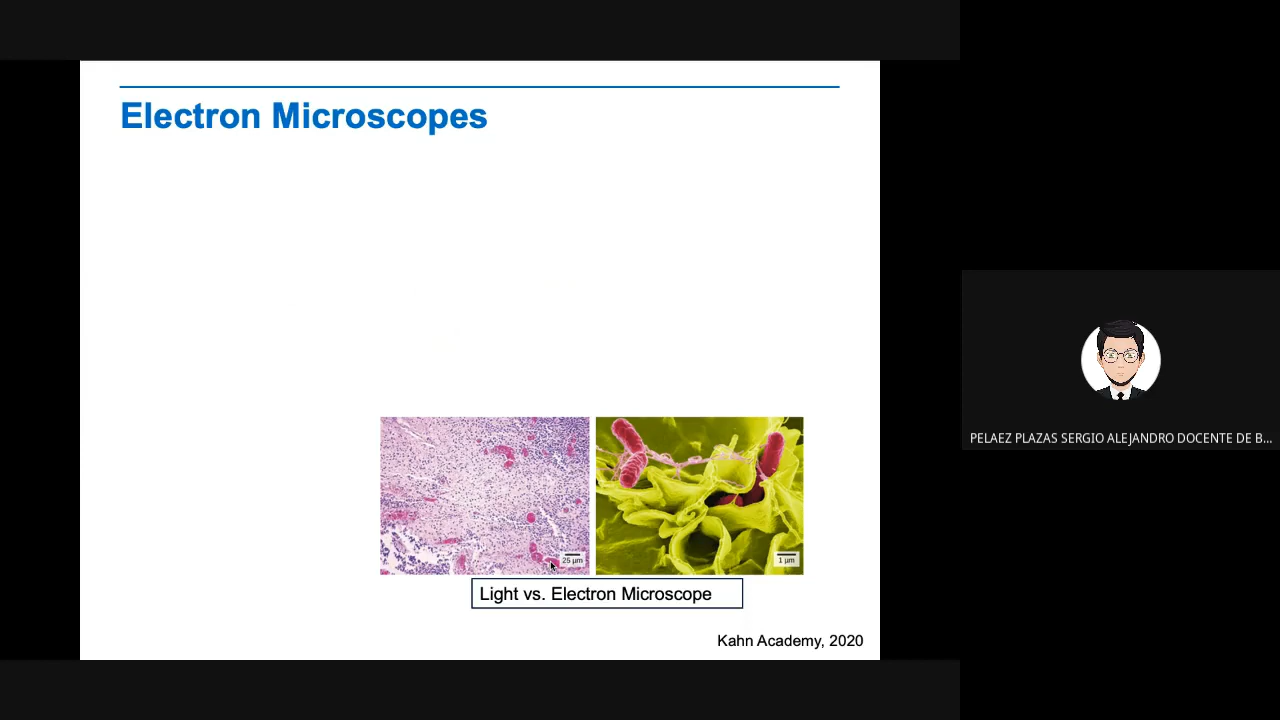 Electron Microscopes
25 µm
1 µm
Light vs. Electron Microscope
Kahn Academy, 2020
PELAEZ PLAZAS SERGIO ALEJANDRO DOCENTE DE B...